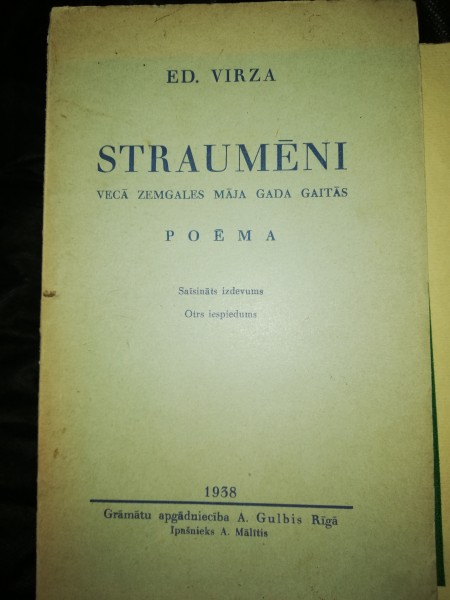 ED. VIRZA
STRAUMĒNI
VECĀ ZEMGALES MĀJA GADA GAITĀS
POĒMA
Saīsināts izdevums
Otrs iespiedums
1938
Grāmatu apgādniecība A. Gulbis Rīgā
Īpašnieks A. Mālītis